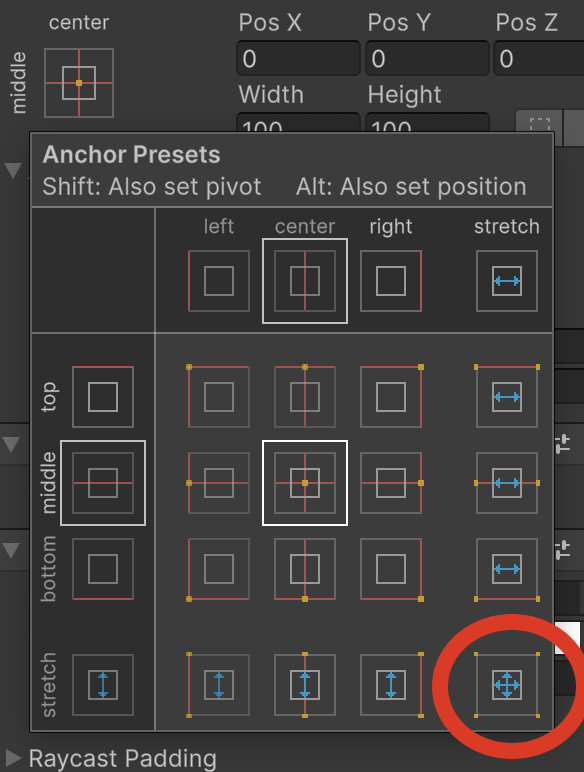 center
Pos X Pos Y Pos Z
middle
0 0 0
Width Height
100 100
Anchor Presets
Shift: Also set pivot Alt: Also set position
left center right stretch
top
middle
bottom
stretch
Raycast Padding